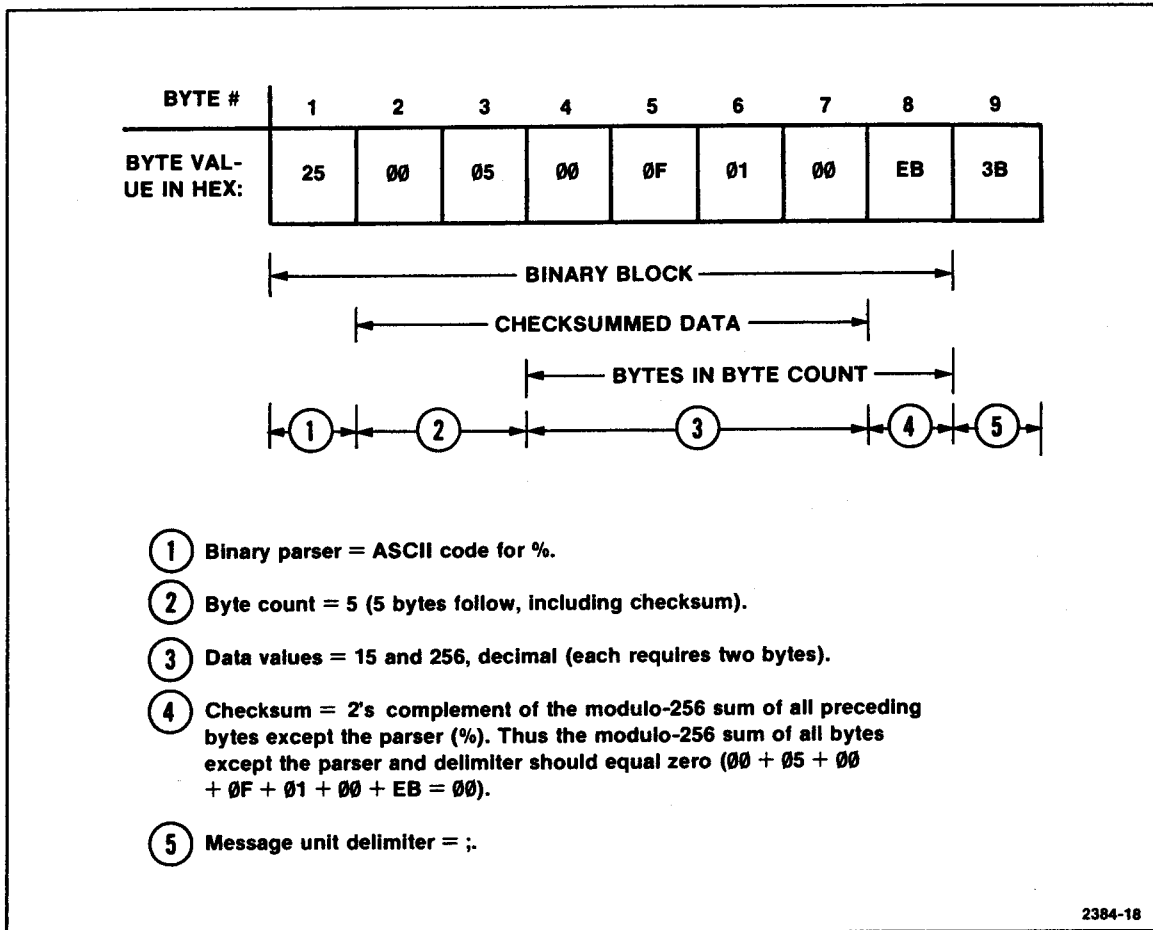 BYTE # 1 2 3 4 5 6 7 8 9
BYTE VAL-
UE IN HEX: 25 ØØ Ø5 ØØ ØF Ø1 ØØ EB 3B
BINARY BLOCK
CHECKSUMMED DATA
BYTES IN BYTE COUNT
1 2 3 4 5
1 Binary parser = ASCII code for %.
2 Byte count = 5 (5 bytes follow, including checksum).
3 Data values = 15 and 256, decimal (each requires two bytes).
4 Checksum = 2's complement of the modulo-256 sum of all preceding
bytes except the parser (%). Thus the modulo-256 sum of all bytes
except the parser and delimiter should equal zero (ØØ + Ø5 + ØØ
+ ØF + Ø1 + ØØ + EB = ØØ).
5 Message unit delimiter = ;.
2384-18